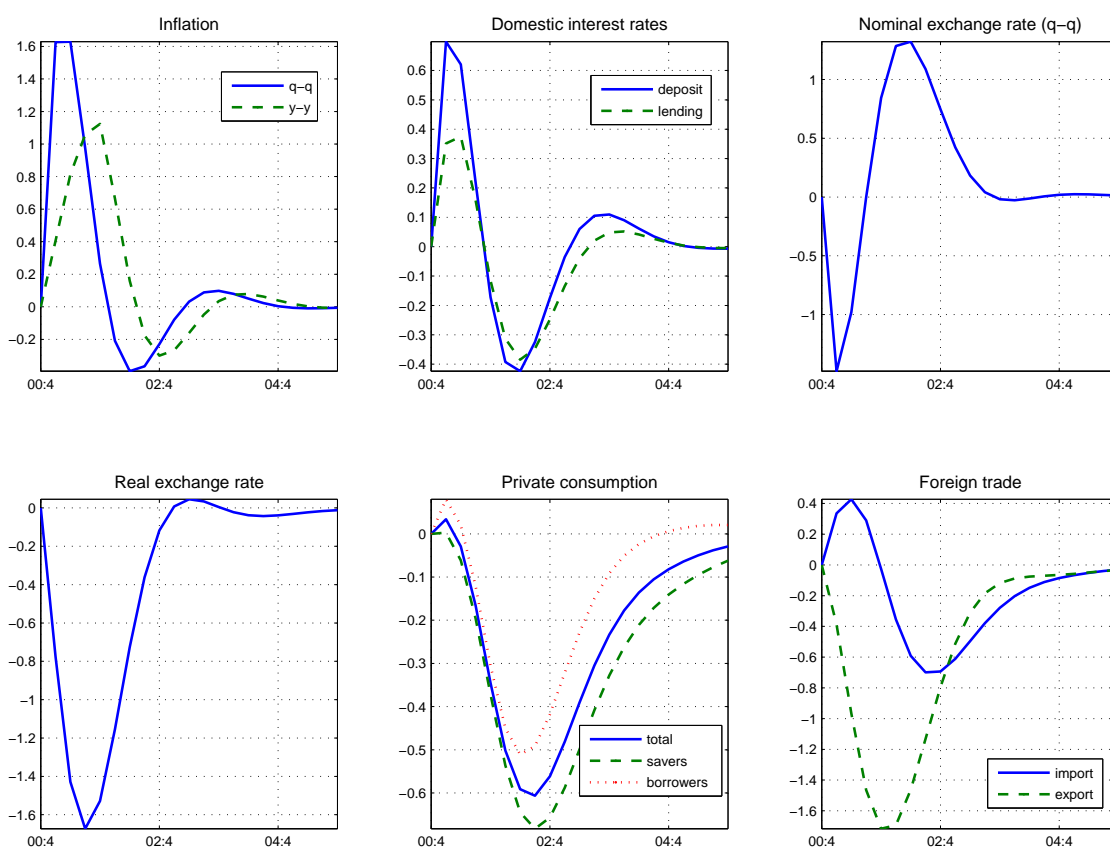 Inflation
1.6
1.4
1.2
1
0.8
0.6
0.4
0.2
0
−0.2
00:4 02:4 04:4
q−q
y−y
Domestic interest rates
0.7
0.6
0.5
0.4
0.3
0.2
0.1
0
−0.1
−0.2
−0.3
−0.4
00:4 02:4 04:4
deposit
lending
Nominal exchange rate (q−q)
1
0.5
0
−0.5
−1
00:4 02:4 04:4
Real exchange rate
0
−0.2
−0.4
−0.6
−0.8
−1
−1.2
−1.4
−1.6
00:4 02:4 04:4
Private consumption
0
−0.1
−0.2
−0.3
−0.4
−0.5
−0.6
00:4 02:4 04:4
total
savers
borrowers
Foreign trade
0.4
0.2
0
−0.2
−0.4
−0.6
−0.8
−1
−1.2
−1.4
−1.6
00:4 02:4 04:4
import
export